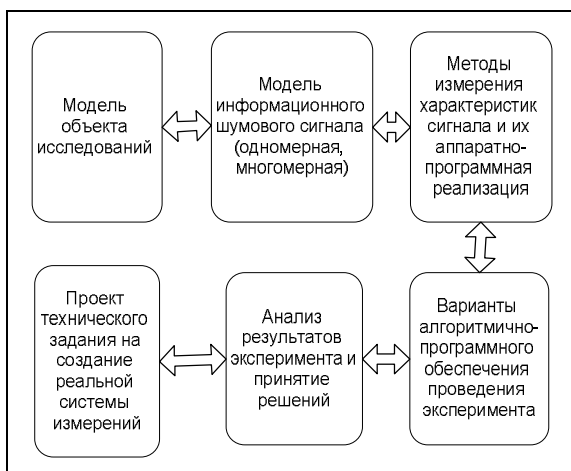 Модель
объекта
исследований
Модель
информационного
шумового сигнала
(одномерная,
многомерная)
Методы
измерения
характеристик
сигнала и их
аппаратно-
программная
реализация
Проект
технического
задания на
создание
реальной
системы
измерений
Анализ
результатов
эксперимента и
принятие
решений
Варианты
алгоритмично-
программного
обеспечения
проведения
эксперимента